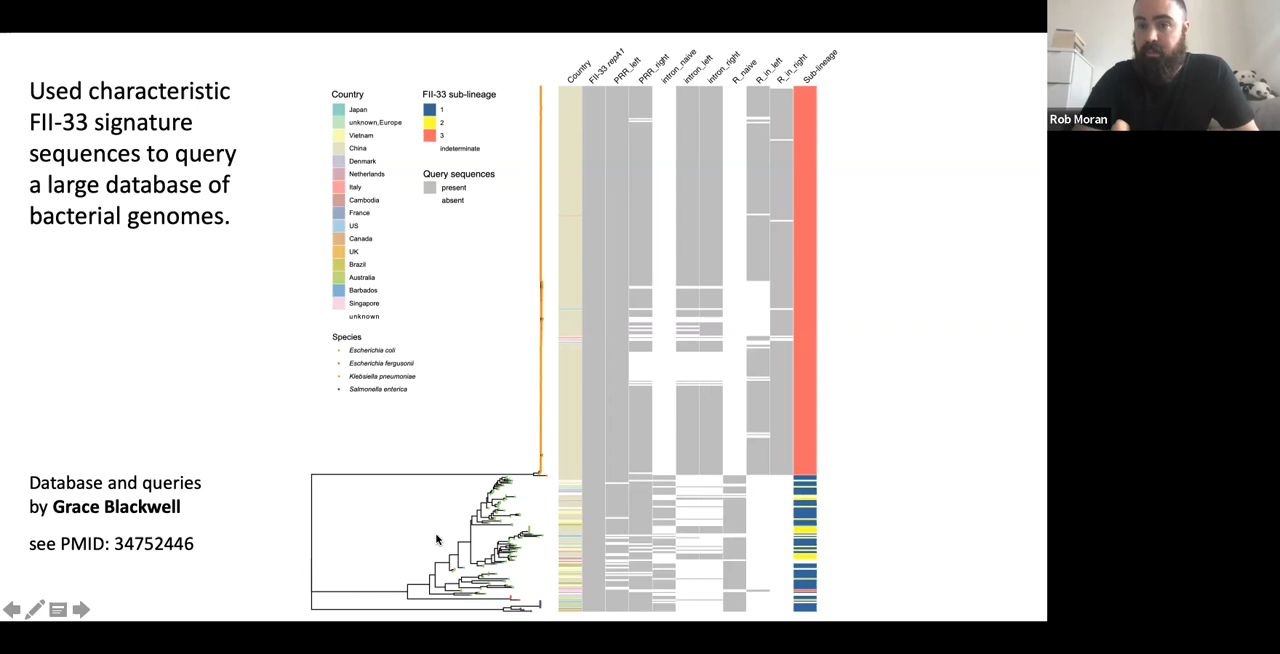 Used characteristic
FII-33 signature
sequences to query
a large database of
bacterial genomes.
Database and queries
by Grace Blackwell
see PMID: 34752446
Country
Japan
unknown,Europe
Vietnam
China
Denmark
Netherlands
Italy
Cambodia
France
US
Canada
UK
Brazil
Australia
Barbados
Singapore
unknown
Species
Escherichia coli
Escherichia fergusonii
Klebsiella pneumoniae
Salmonella enterica
FII-33 sub-lineage
1
2
3
indeterminate
Query sequences
present
absent
Country
FII-33 repA1
PRR_left
PRR_right
intron_naive
intron_left
intron_right
R_naive
R_in_left
R_in_right
Sub-lineage
Rob Moran